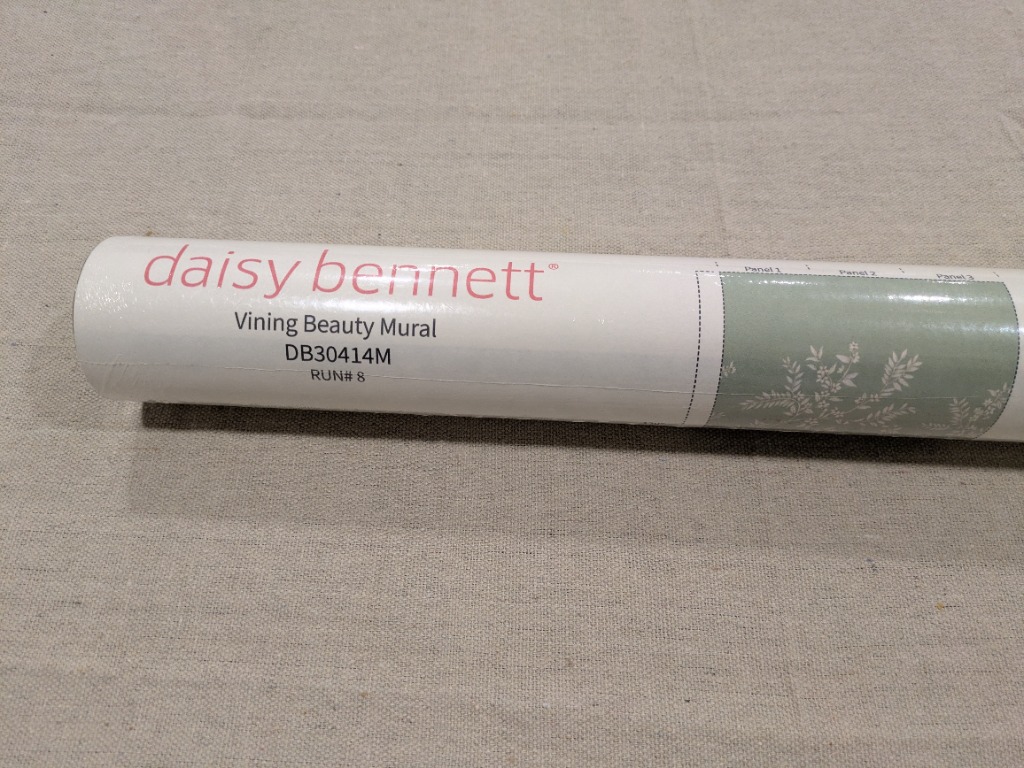 daisy bennett®
Vining Beauty Mural
DB30414M
RUN# 8
Panel 1
Panel 2
Panel 3